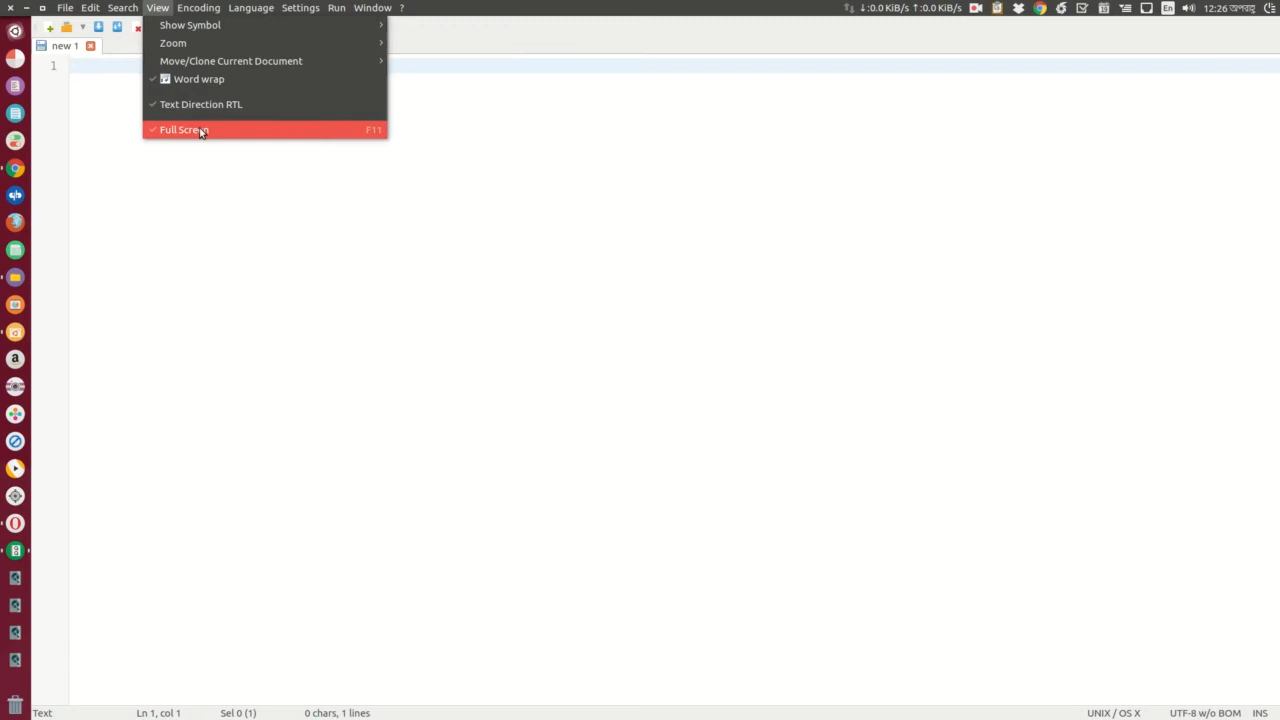 File Edit Search View Encoding Language Settings Run Window ?
↓:0.0 KiB/s ↑:0.0 KiB/s En 12:26 অপরাহ্ণ
Show Symbol
new 1
Zoom
Move/Clone Current Document
1
Word wrap
Text Direction RTL
Full Screen F11
Text Ln 1, col 1 Sel 0 (1) 0 chars, 1 lines UNIX / OS X UTF-8 w/o BOM INS